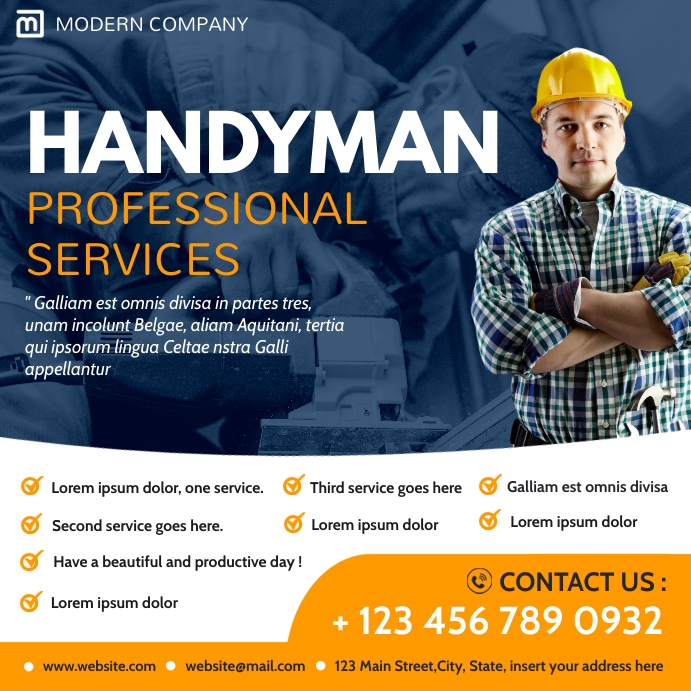 MODERN COMPANY
HANDYMAN
PROFESSIONAL
SERVICES
" Galliam est omnis divisa in partes tres,
unam incolunt Belgae, aliam Aquitani, tertia
qui ipsorum lingua Celtae nstra Galli
appellantur
Lorem ipsum dolor, one service.
Third service goes here
Galliam est omnis divisa
Second service goes here.
Lorem ipsum dolor
Lorem ipsum dolor
Have a beautiful and productive day !
Lorem ipsum dolor
CONTACT US :
+ 123 456 789 0932
www.website.com
website@mail.com
123 Main Street,City, State, insert your address here